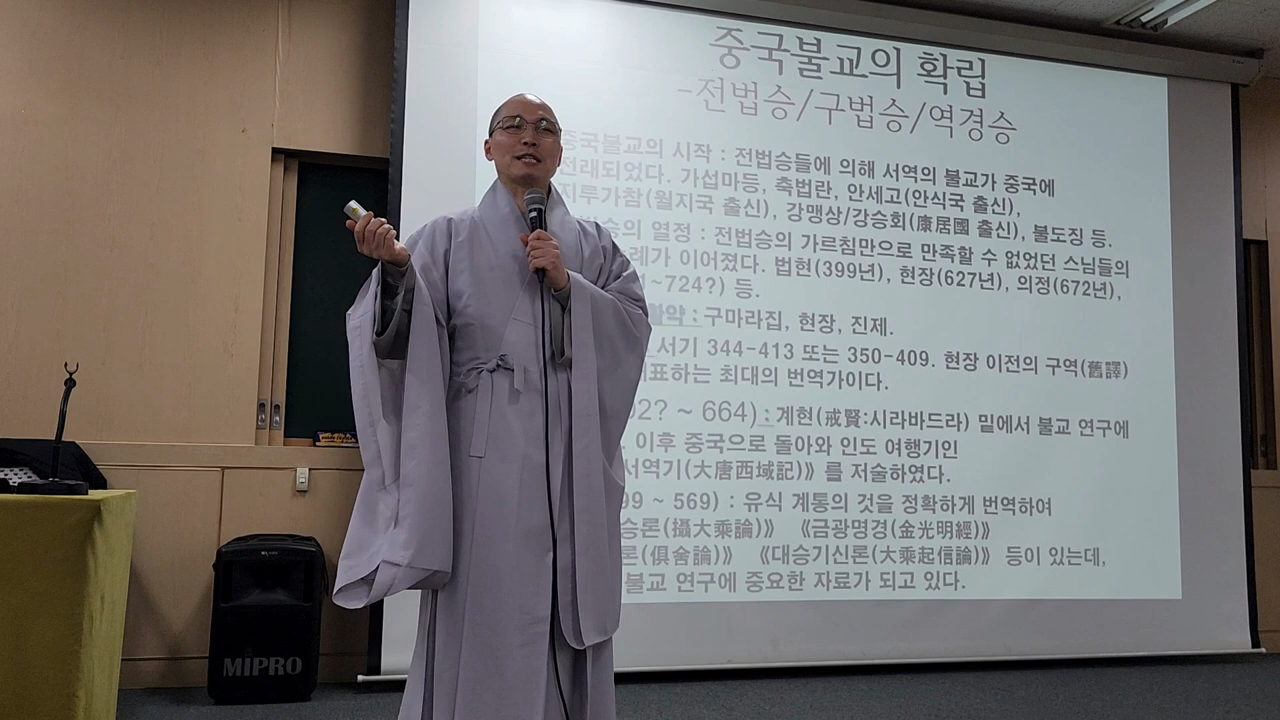 중국불교의 확립
-전법승/구법승/역경승
중국불교의 시작 : 전법승들에 의해 서역의 불교가 중국에
전래되었다. 가섭마등, 축법란, 안세고(안식국 출신),
지루가참(월지국 출신), 강맹상/강승회(康居國 출신), 불도징 등.
열정 : 전법승의 가르침만으로 만족할 수 없었던 스님들의
이어졌다. 법현(399년), 현장(627년), 의정(672년),
~724?) 등.
: 구마라집, 현장, 진제.
서기 344-413 또는 350-409. 현장 이전의 구역(舊譯)
최대의 번역가이다.
~ 664) : 계현(戒賢:시라바드라) 밑에서 불교 연구에
이후 중국으로 돌아와 인도 여행기인
서역기(大唐西域記)》를 저술하였다.
~ 569) : 유식 계통의 것을 정확하게 번역하여
승론(攝大乘論)》 《금광명경(金光明經)》
론(俱舍論)》 《대승기신론(大乘起信論)》 등이 있는데,
불교 연구에 중요한 자료가 되고 있다.
MIPRO